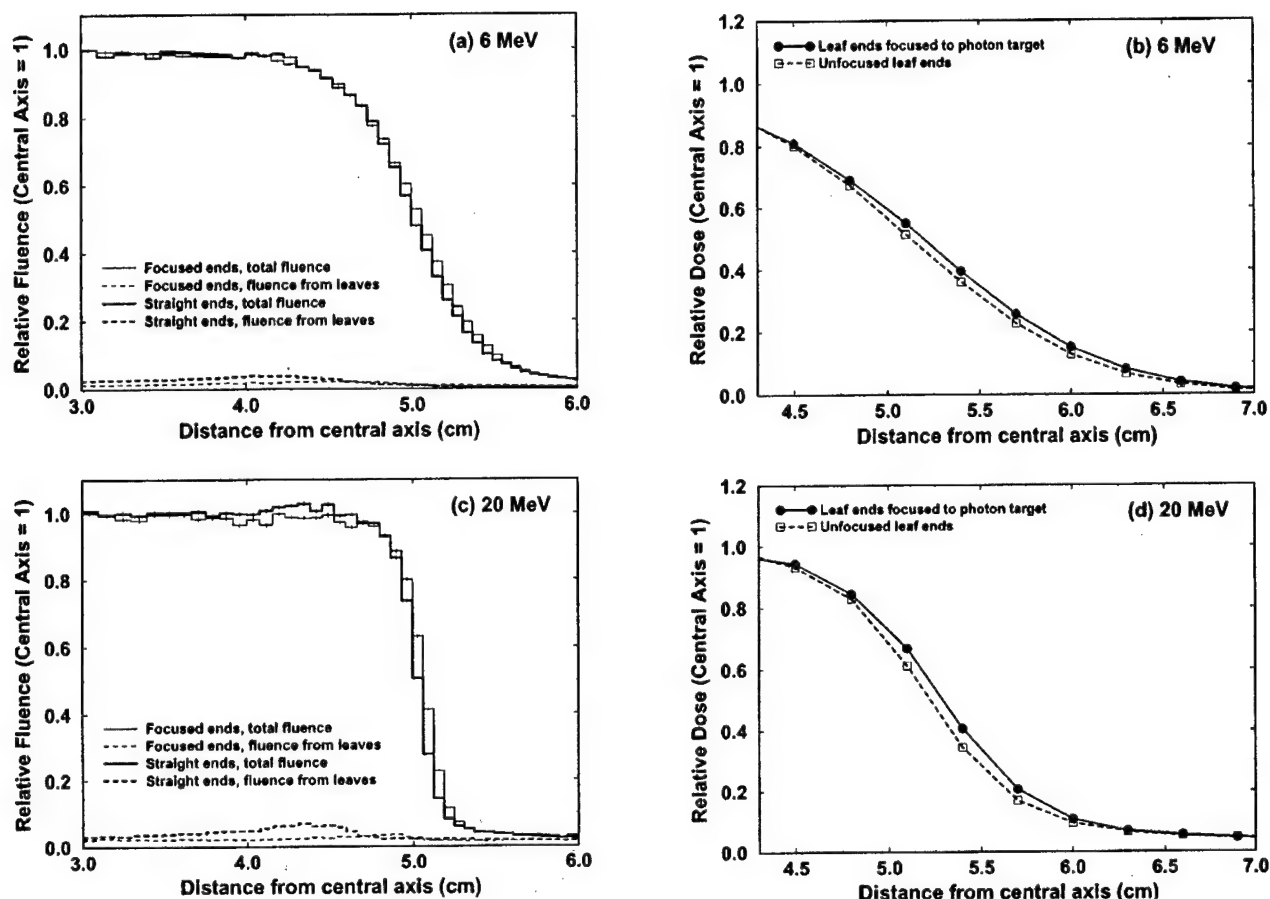 (a) 6 MeV
Relative Fluence (Central Axis = 1)
1.0
0.8
0.6
0.4
0.2
0.0
Focused ends, total fluence
Focused ends, fluence from leaves
Straight ends, total fluence
Straight ends, fluence from leaves
3.0 4.0 5.0 6.0
Distance from central axis (cm)
(b) 6 MeV
Relative Dose (Central Axis = 1)
1.2
1.0
0.8
0.6
0.4
0.2
0.0
Leaf ends focused to photon target
Unfocused leaf ends
4.5 5.0 5.5 6.0 6.5 7.0
Distance from central axis (cm)
(c) 20 MeV
Relative Fluence (Central Axis = 1)
1.0
0.8
0.6
0.4
0.2
0.0
Focused ends, total fluence
Focused ends, fluence from leaves
Straight ends, total fluence
Straight ends, fluence from leaves
3.0 4.0 5.0 6.0
Distance from central axis (cm)
(d) 20 MeV
Relative Dose (Central Axis = 1)
1.2
1.0
0.8
0.6
0.4
0.2
0.0
Leaf ends focused to photon target
Unfocused leaf ends
4.5 5.0 5.5 6.0 6.5 7.0
Distance from central axis (cm)